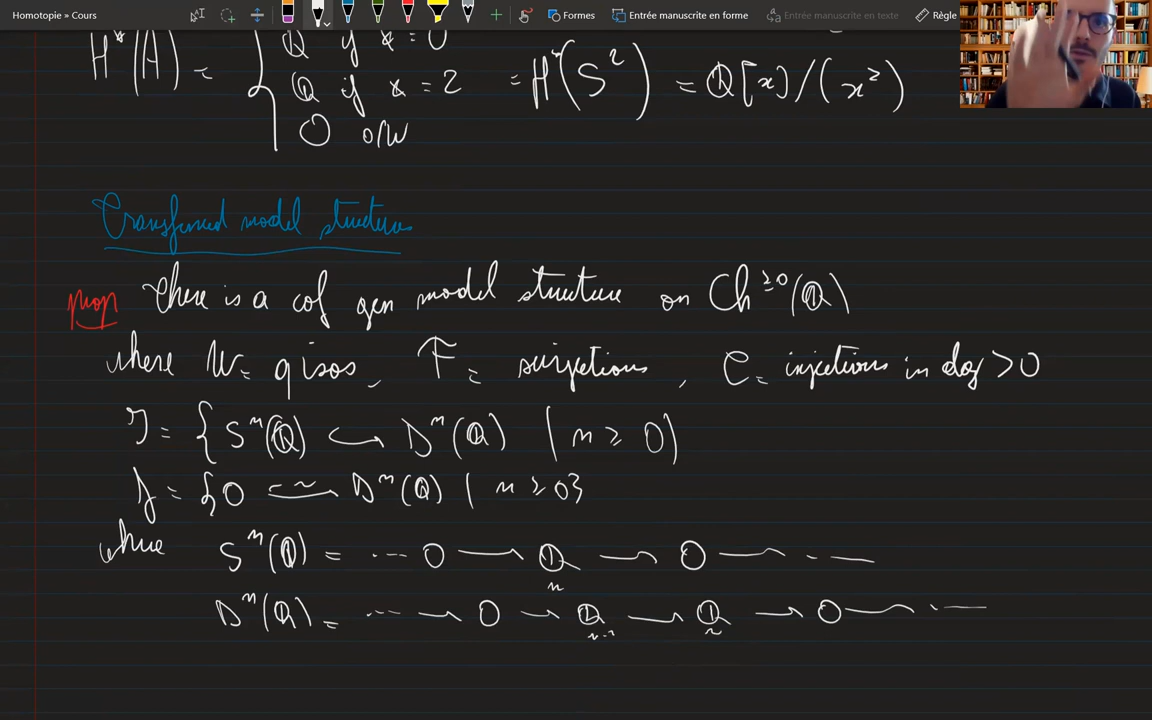 Homotopie » Cours
Formes
Entrée manuscrite en forme
Entrée manuscrite en texte
Règle
H*(A) = { Q if * = 0
Q if * = 2 = H*(S²) = Q[x]/(x²)
0 o/w
Transferred model structures
Prop There is a cof gen model structure on Ch^{≥0}(Q)
where W = qisos, F = surjections, C = injections in deg > 0
I = { Sⁿ(Q) ↪ Dⁿ(Q) | n ≥ 0 }
J = { 0 ↪~ Dⁿ(Q) | n ≥ 0 }
where Sⁿ(Q) = ... 0 → Q → 0 → ...
n
Dⁿ(Q) = ... → 0 → Q → Q → 0 → ...
n-1 n